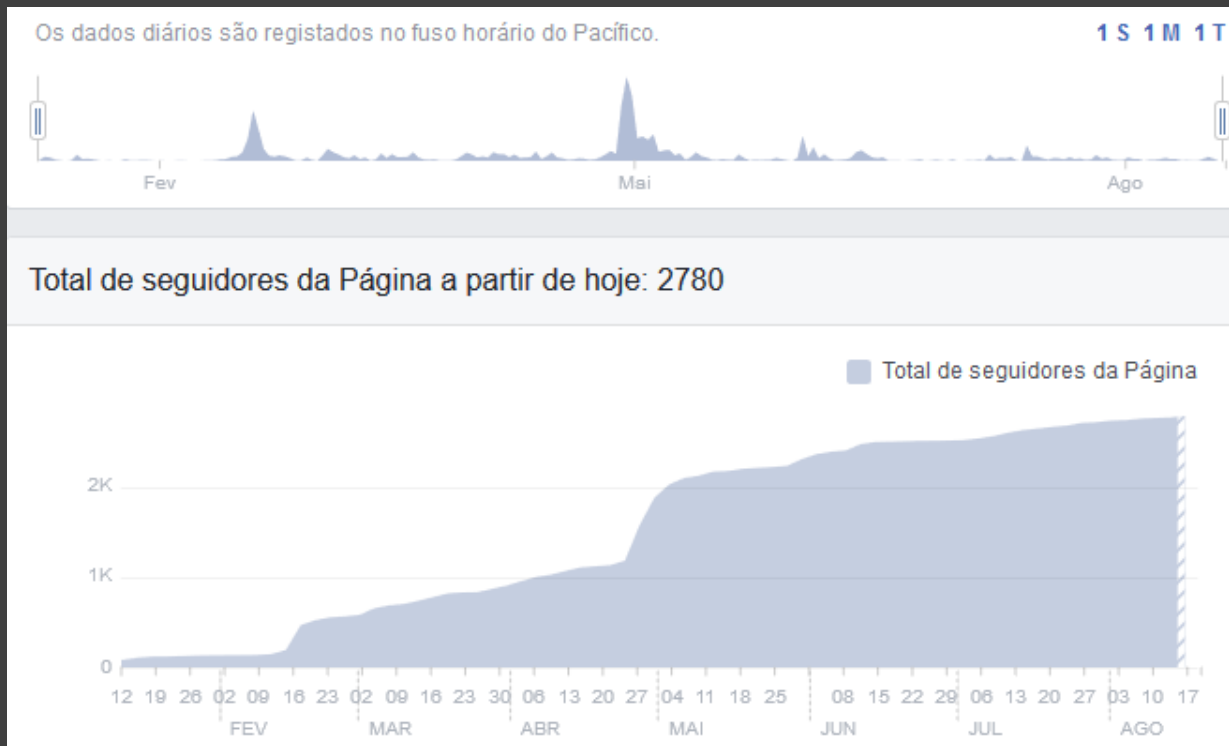 Os dados diários são registados no fuso horário do Pacífico. 1 S 1 M 1 T
Fev Mai Ago
Total de seguidores da Página a partir de hoje: 2780
Total de seguidores da Página
2K
1K
0
12 19 26 02 09 16 23 02 09 16 23 30 06 13 20 27 04 11 18 25 08 15 22 29 06 13 20 27 03 10 17
FEV MAR ABR MAI JUN JUL AGO